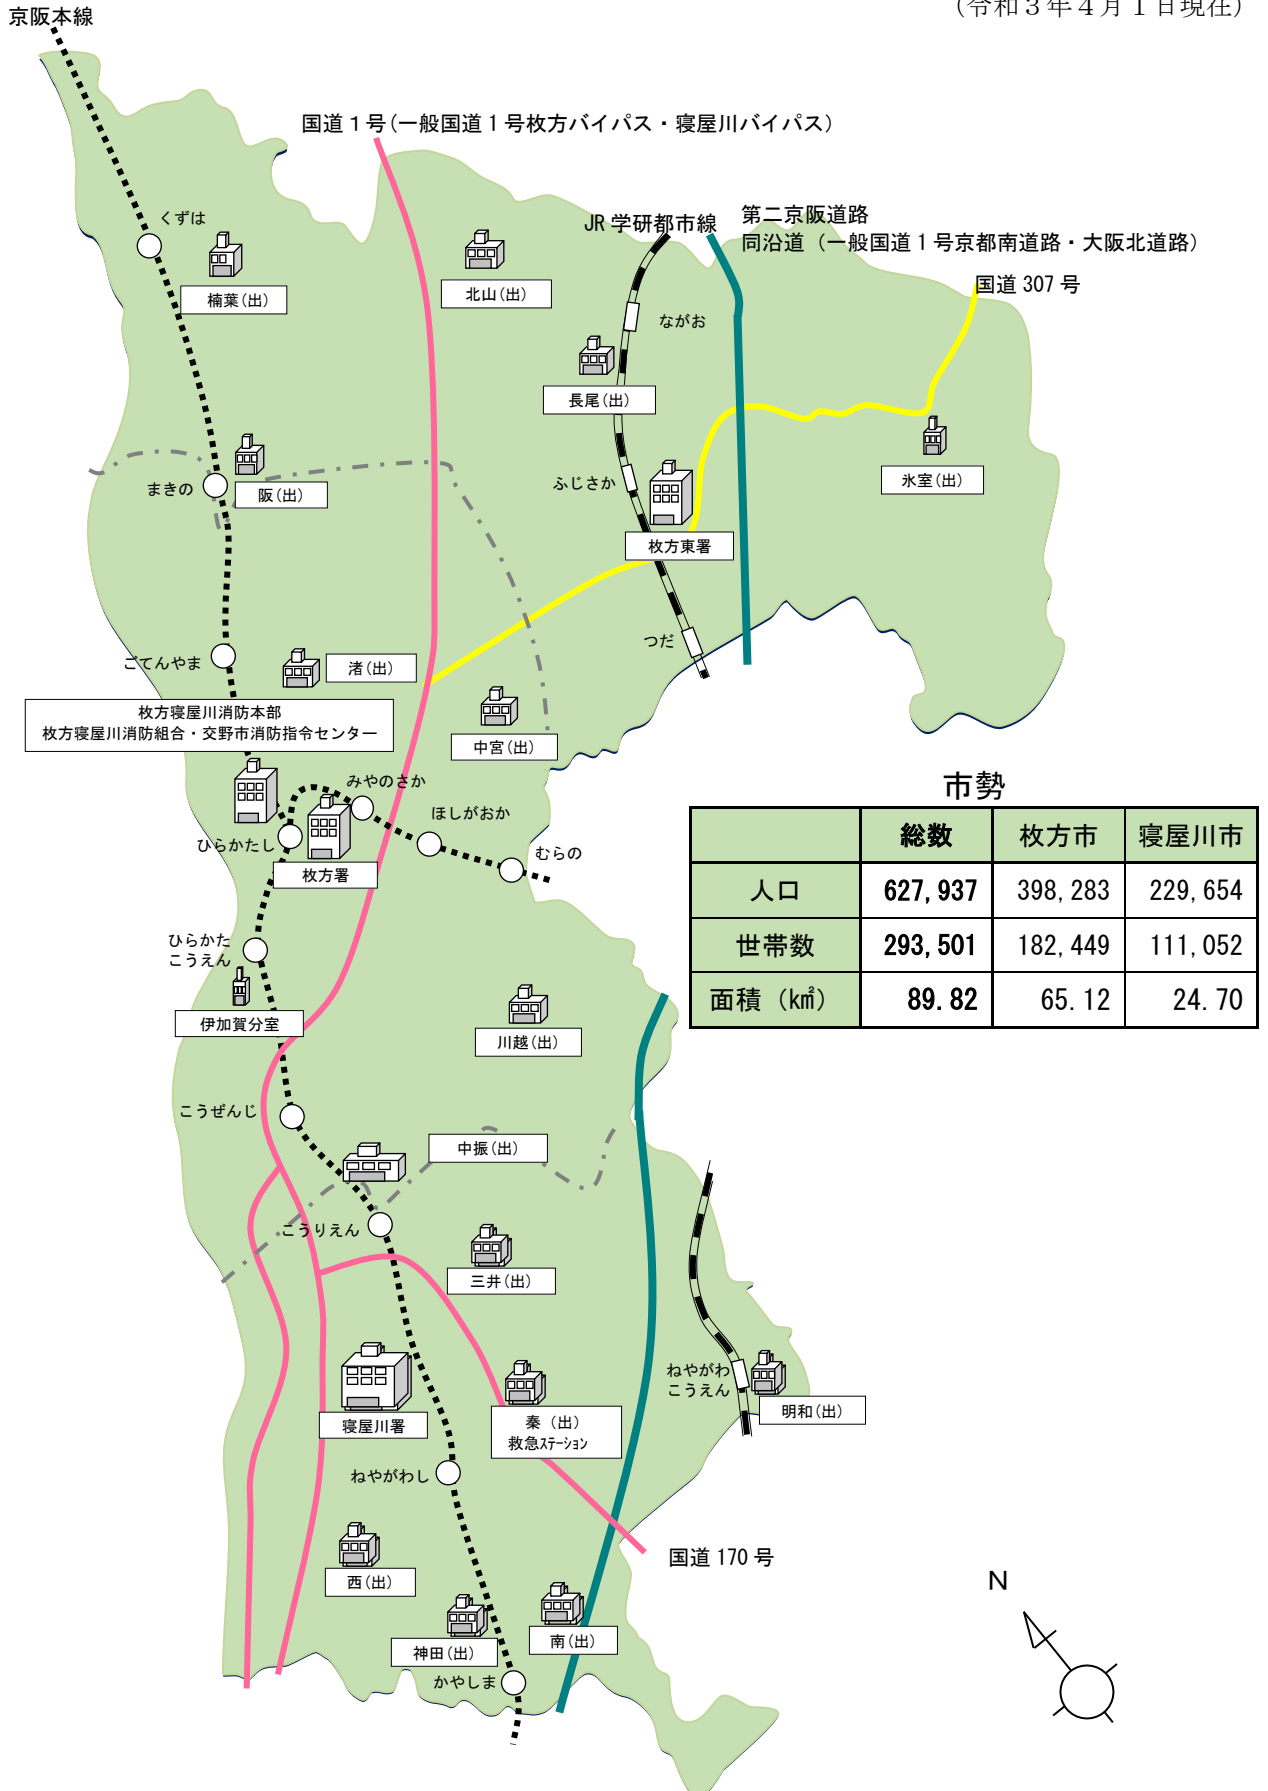 (令和３年４月１日現在)
京阪本線
国道１号(一般国道１号枚方バイパス・寝屋川バイパス)
くずは
楠葉(出)
北山(出)
JR学研都市線
第二京阪道路
同沿道（一般国道１号京都南道路・大阪北道路）
国道307号
ながお
長尾(出)
氷室(出)
まきの
阪(出)
ふじさか
枚方東署
つだ
ごてんやま
渚(出)
枚方寝屋川消防本部
枚方寝屋川消防組合・交野市消防指令センター
中宮(出)
みやのさか
ほしがおか
むらの
ひらかたし
枚方署
市勢
総数 枚方市 寝屋川市
人口 627,937 398,283 229,654
世帯数 293,501 182,449 111,052
面積（㎢） 89.82 65.12 24.70
ひらかた
こうえん
伊加賀分室
川越(出)
こうぜんじ
中振(出)
こうりえん
三井(出)
寝屋川署
秦（出）
救急ｽﾃｰｼｮﾝ
ねやがわ
こうえん
明和(出)
ねやがわし
国道170号
西(出)
神田(出)
南(出)
かやしま
N